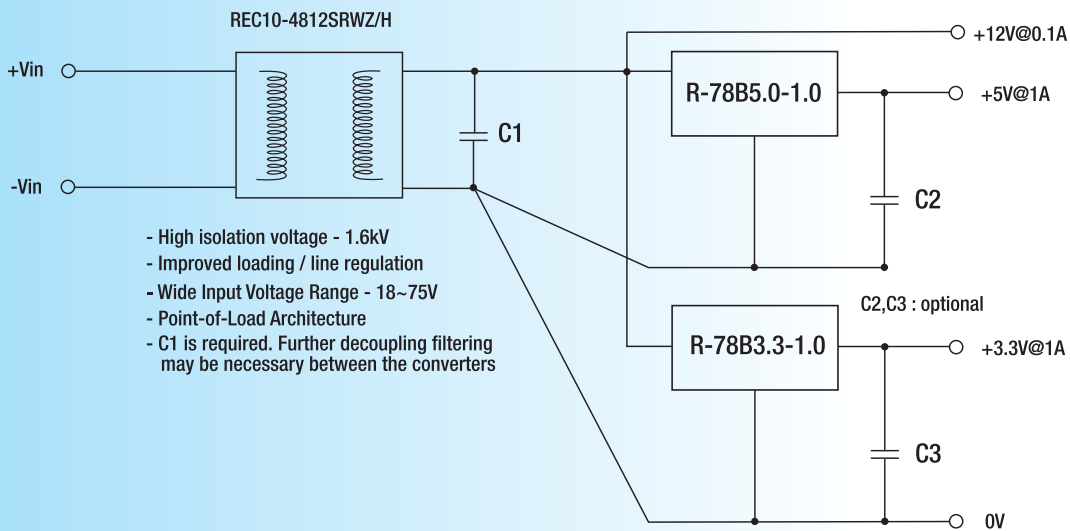 REC10-4812SRWZ/H
+Vin
-Vin
C1
R-78B5.0-1.0
+12V@0.1A
+5V@1A
C2
- High isolation voltage - 1.6kV
- Improved loading / line regulation
- Wide Input Voltage Range - 18~75V
- Point-of-Load Architecture
- C1 is required. Further decoupling filtering
may be necessary between the converters
C2,C3 : optional
R-78B3.3-1.0
+3.3V@1A
C3
0V